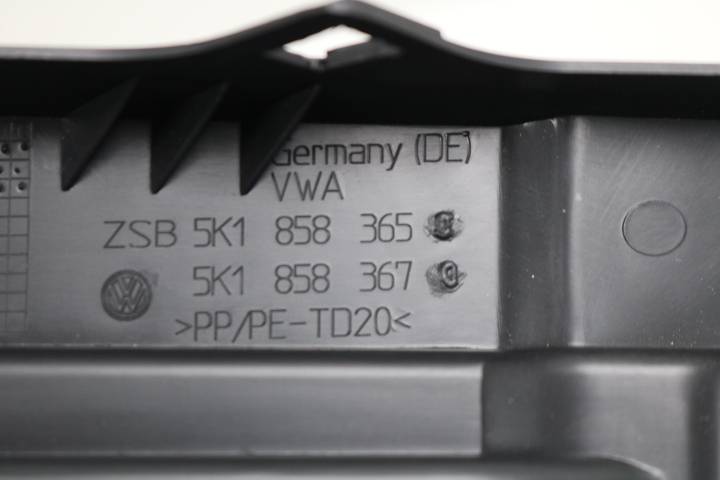 Germany (DE)
VWA
ZSB 5K1 858 365
5K1 858 367
>PP/PE-TD20<